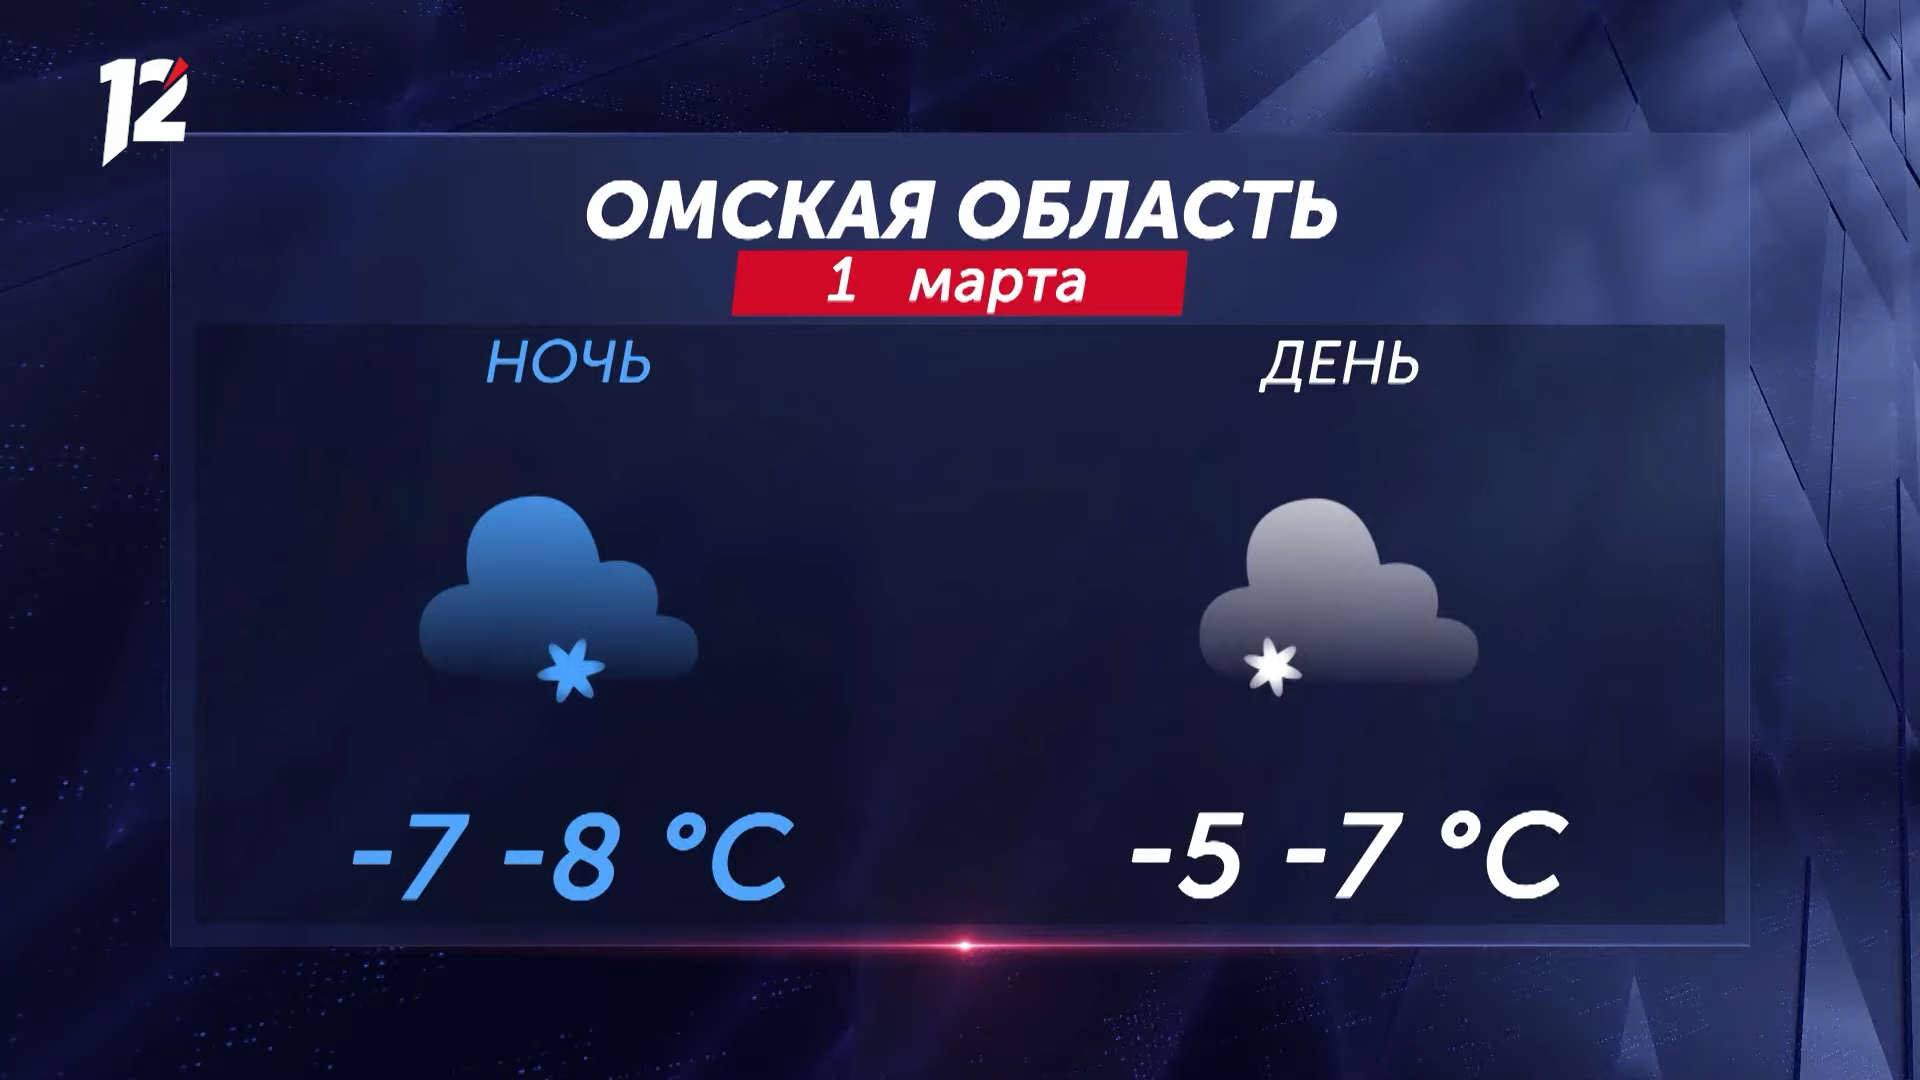 12
ОМСКАЯ ОБЛАСТЬ
1 марта
НОЧЬ
ДЕНЬ
-7 -8 °C
-5 -7 °C